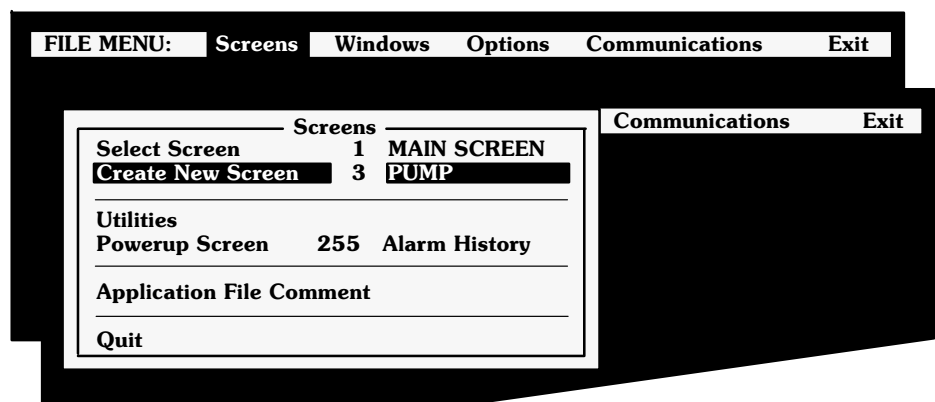 FILE MENU: Screens Windows Options Communications Exit
Communications Exit
Screens
Select Screen 1 MAIN SCREEN
Create New Screen 3 PUMP
Utilities
Powerup Screen 255 Alarm History
Application File Comment
Quit